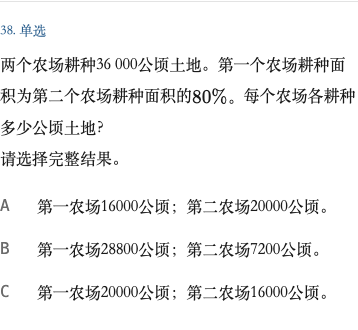 38. 单选
两个农场耕种36 000公顷土地。第一个农场耕种面
积为第二个农场耕种面积的80%。每个农场各耕种
多少公顷土地?
请选择完整结果。
A 第一农场16000公顷；第二农场20000公顷。
B 第一农场28800公顷；第二农场7200公顷。
C 第一农场20000公顷；第二农场16000公顷。